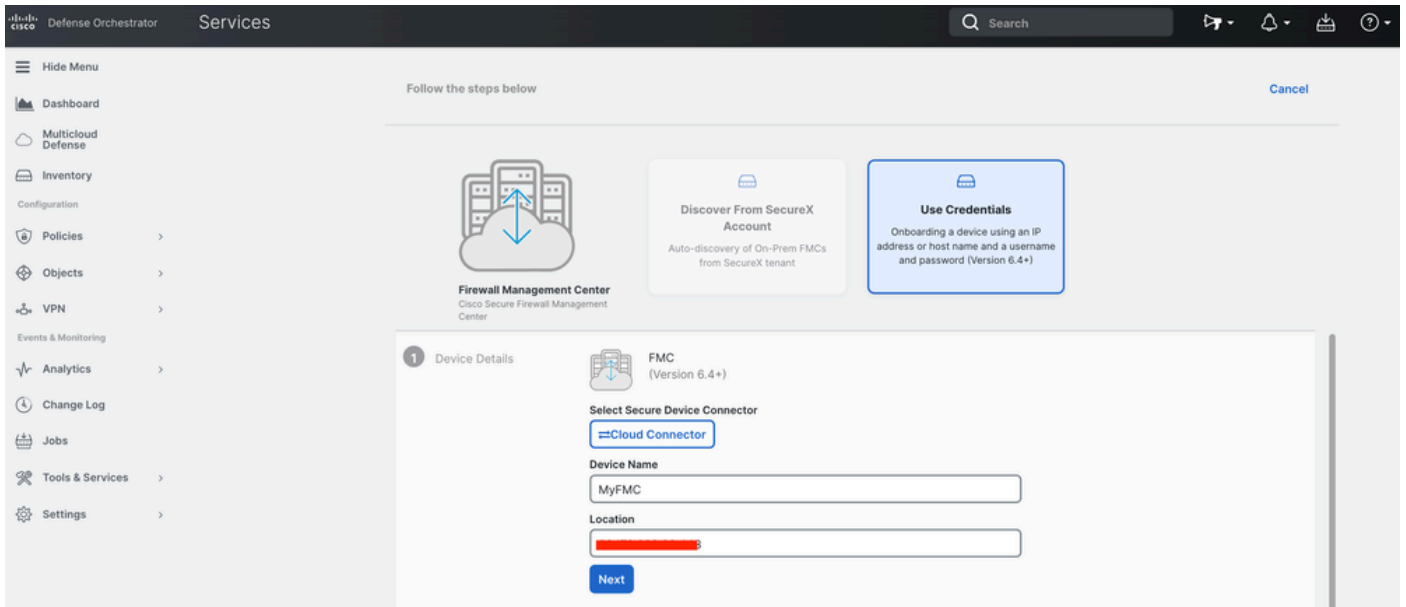 cisco Defense Orchestrator Services Search
Hide Menu
Follow the steps below Cancel
Dashboard
Multicloud
Defense
Inventory
Configuration
Policies
Objects
VPN
Events & Monitoring
Analytics
Change Log
Jobs
Tools & Services
Settings
Firewall Management Center
Cisco Secure Firewall Management
Center
Discover From SecureX
Account
Auto-discovery of On-Prem FMCs
from SecureX tenant
Use Credentials
Onboarding a device using an IP
address or host name and a username
and password (Version 6.4+)
1 Device Details
FMC
(Version 6.4+)
Select Secure Device Connector
Cloud Connector
Device Name
MyFMC
Location
Next